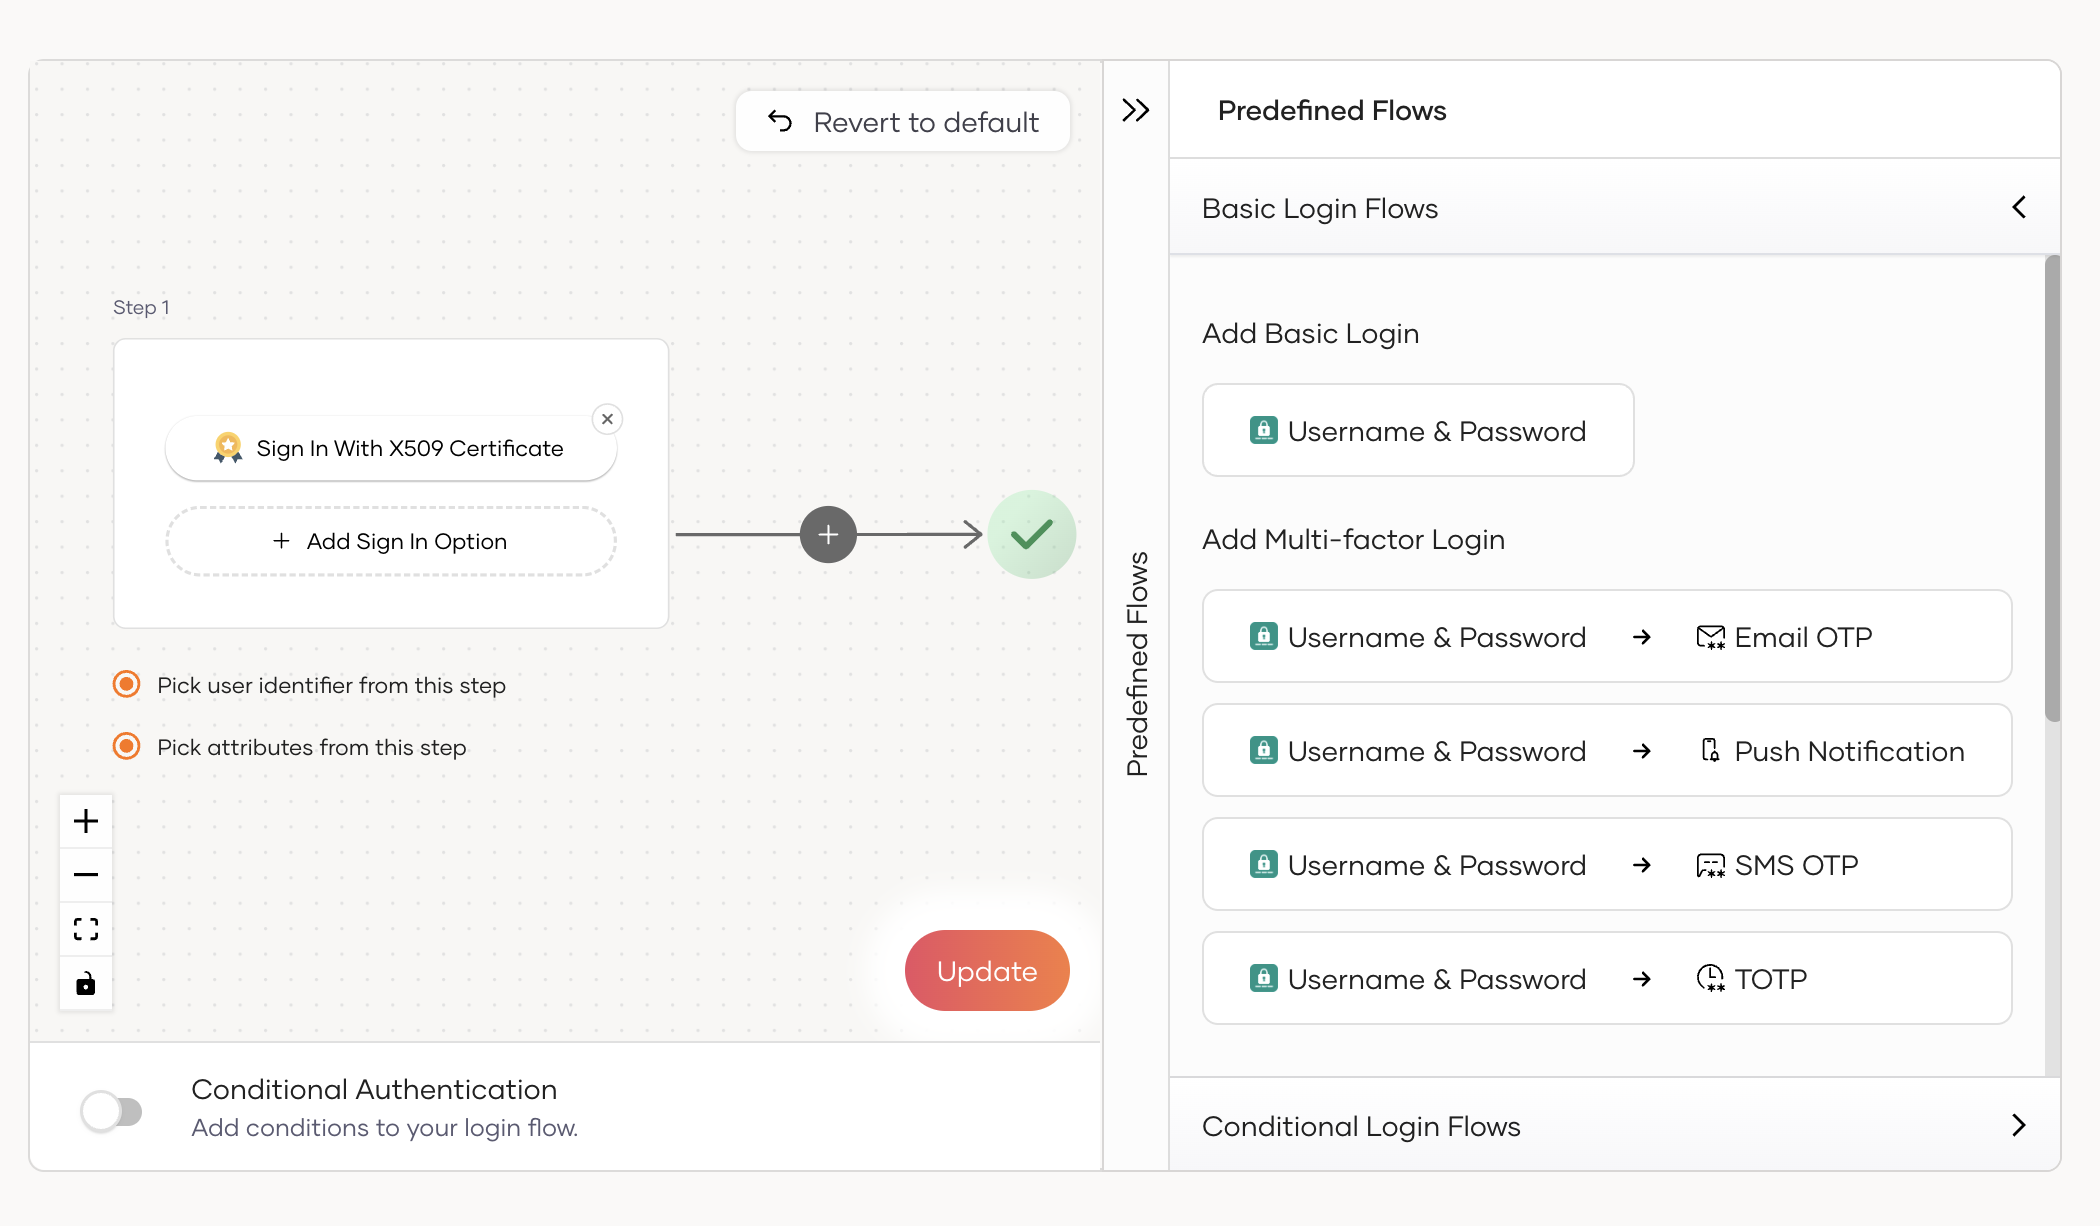 Revert to default
Step 1
Sign In With X509 Certificate
+ Add Sign In Option
Pick user identifier from this step
Pick attributes from this step
Update
Conditional Authentication
Add conditions to your login flow.
Predefined Flows
Predefined Flows
Basic Login Flows
Add Basic Login
Username & Password
Add Multi-factor Login
Username & Password → Email OTP
Username & Password → Push Notification
Username & Password → SMS OTP
Username & Password → TOTP
Conditional Login Flows